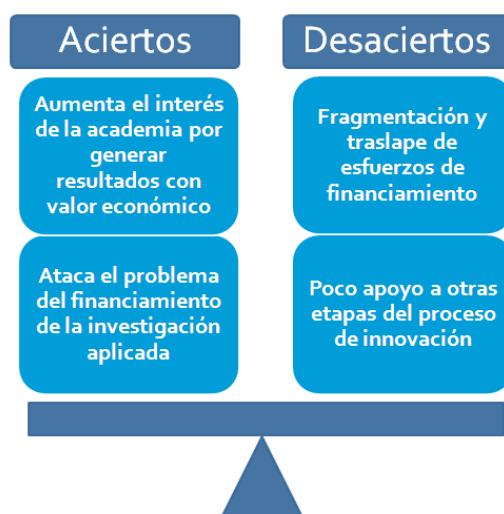 Aciertos
Aumenta el interés
de la academia por
generar
resultados con
valor económico
Ataca el problema
del financiamiento
de la investigación
aplicada
Desaciertos
Fragmentación y
traslape de
esfuerzos de
financiamiento
Poco apoyo a otras
etapas del proceso
de innovación